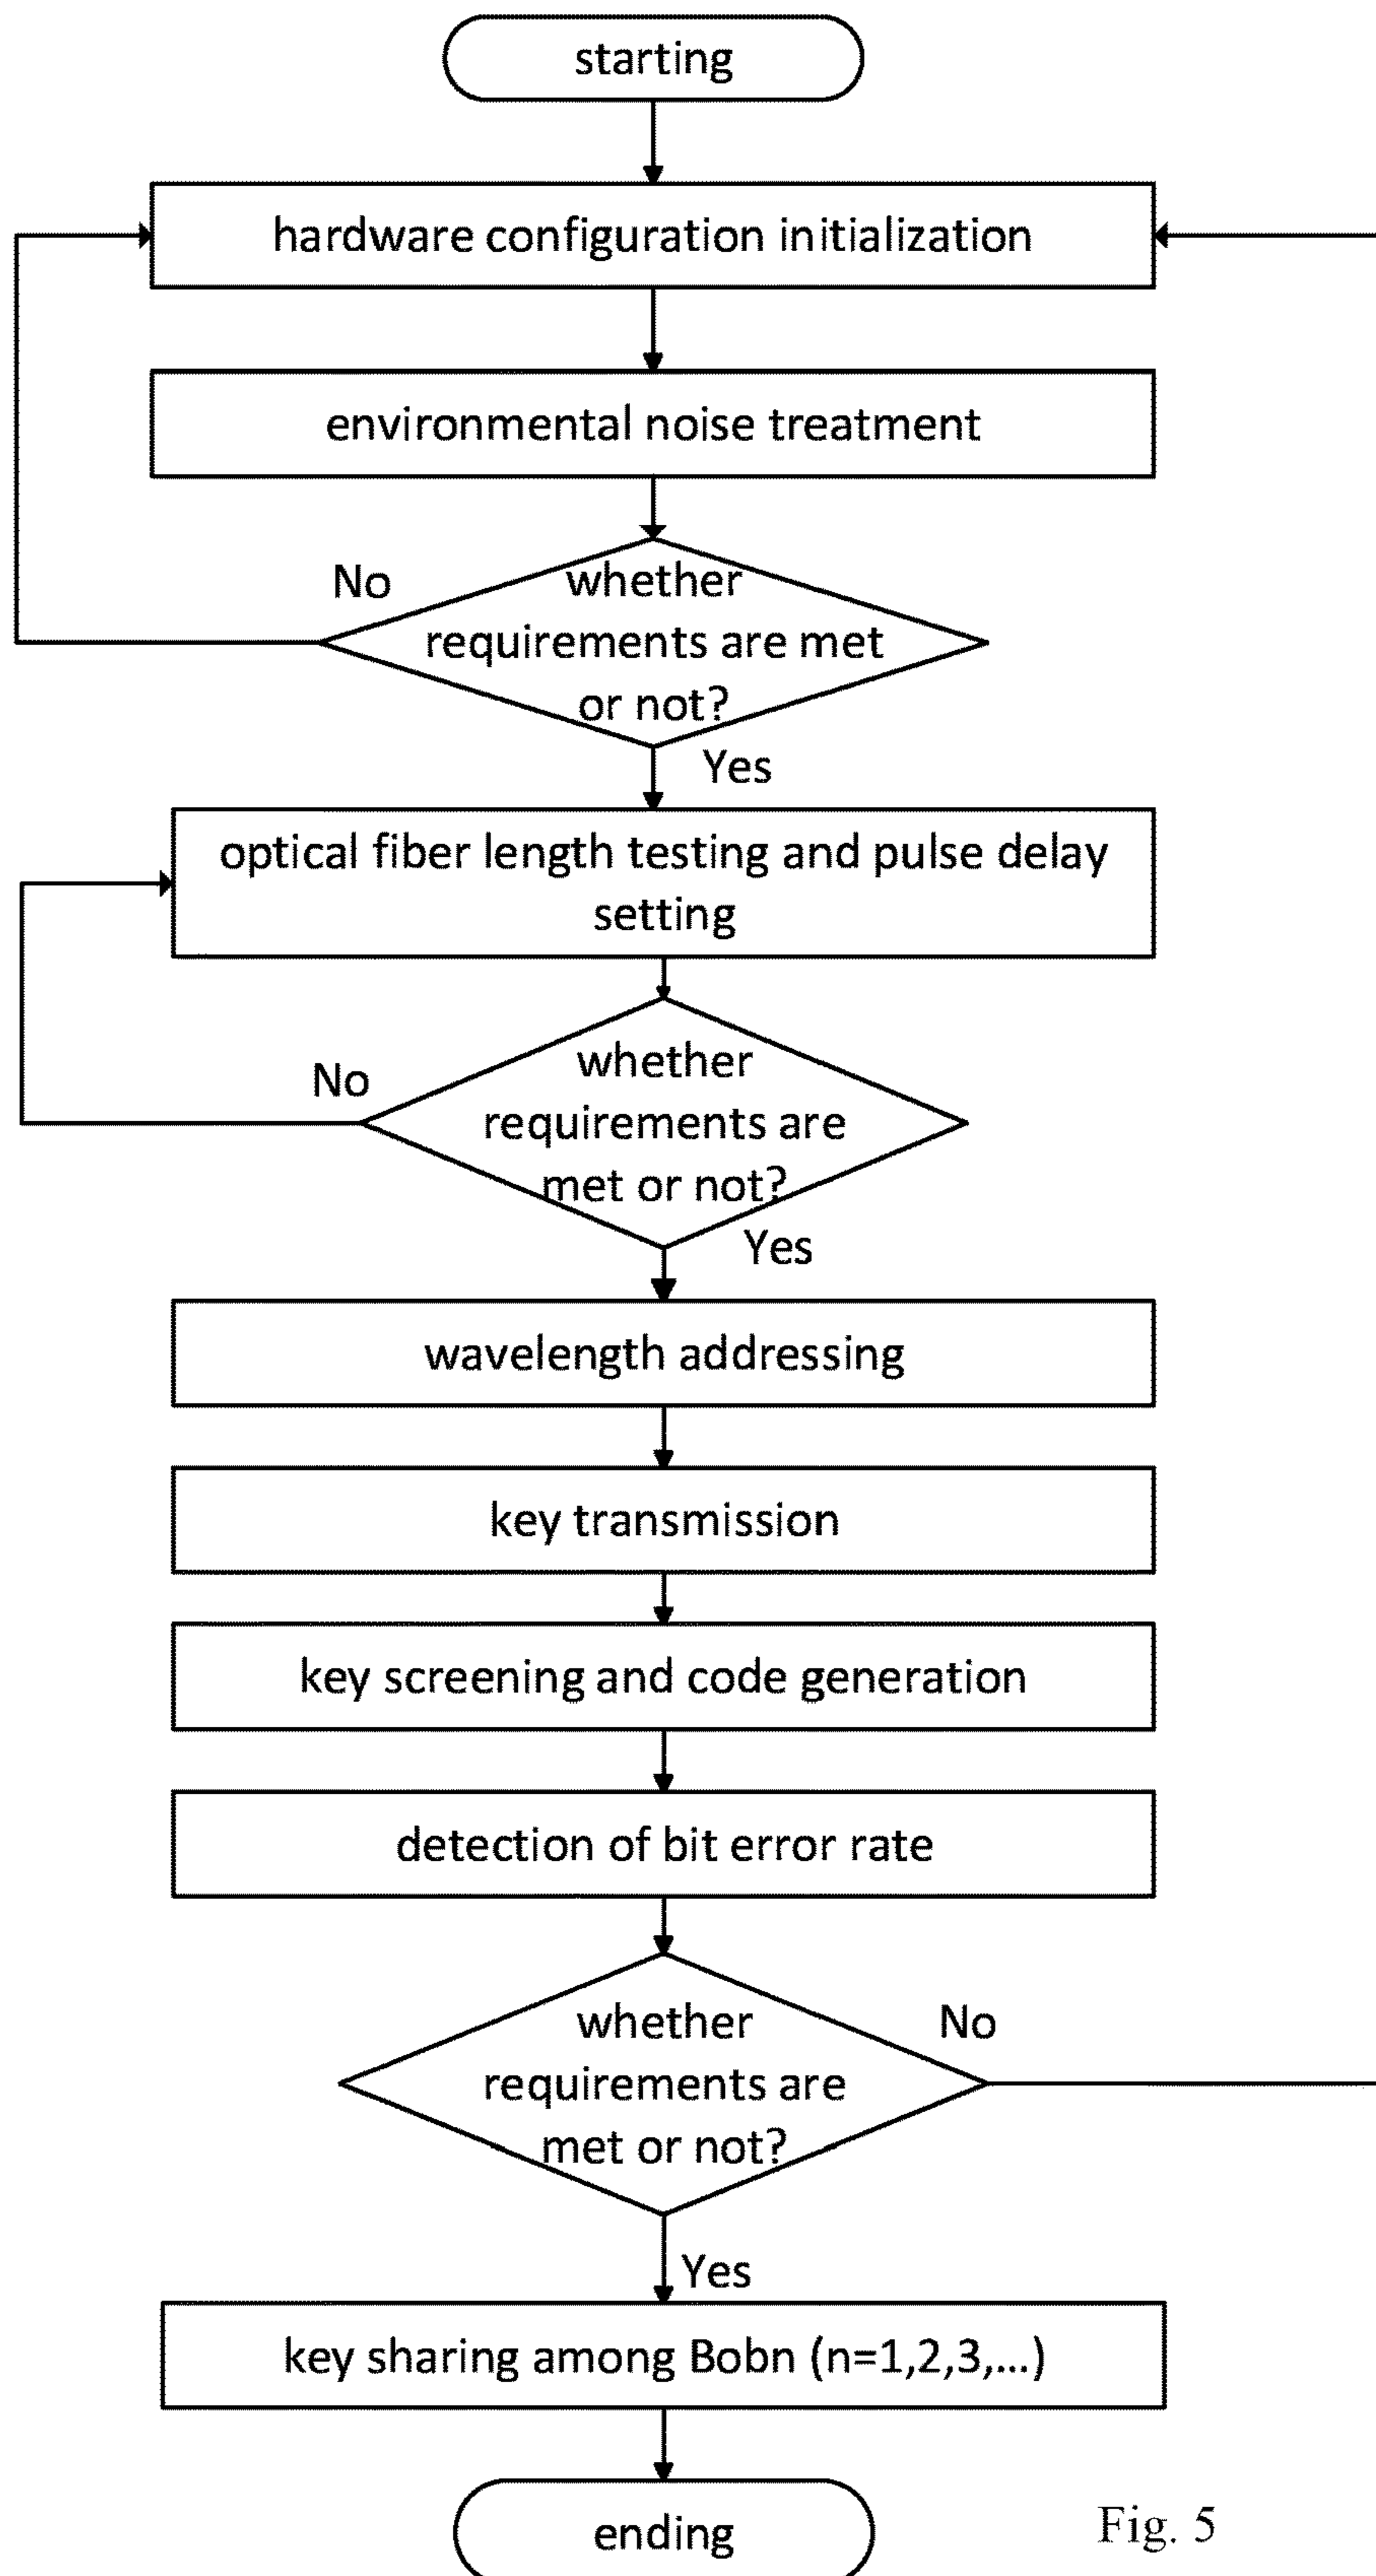 starting
hardware configuration initialization
environmental noise treatment
No
whether
requirements are met
or not?
Yes
optical fiber length testing and pulse delay
setting
No
whether
requirements are
met or not?
Yes
wavelength addressing
key transmission
key screening and code generation
detection of bit error rate
whether
No
requirements are
met or not?
Yes
key sharing among Bobn (n=1,2,3,...)
ending
Fig. 5